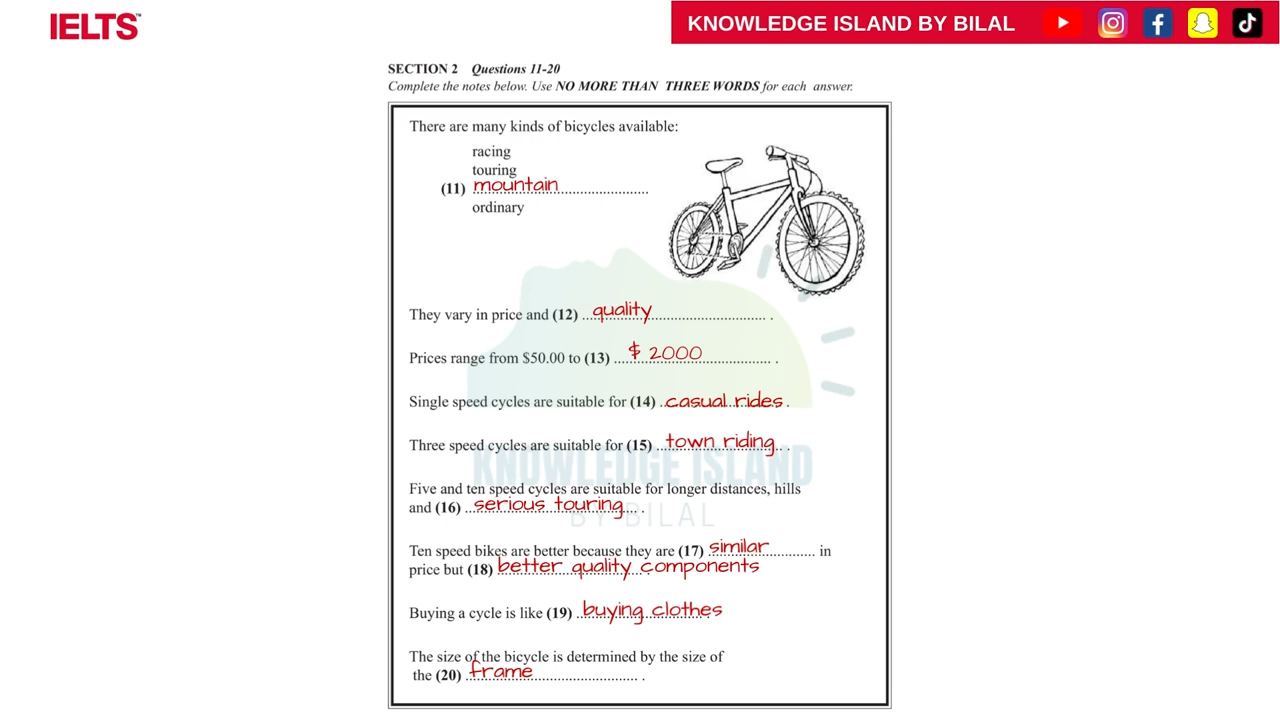 IELTS™
KNOWLEDGE ISLAND BY BILAL
SECTION 2 Questions 11-20
Complete the notes below. Use NO MORE THAN THREE WORDS for each answer.
There are many kinds of bicycles available:
racing
touring
(11) mountain
ordinary
They vary in price and (12) quality .
Prices range from $50.00 to (13) $ 2000 .
Single speed cycles are suitable for (14) casual rides .
Three speed cycles are suitable for (15) town riding .
Five and ten speed cycles are suitable for longer distances, hills
and (16) serious touring .
Ten speed bikes are better because they are (17) similar in
price but (18) better quality components .
Buying a cycle is like (19) buying clothes .
The size of the bicycle is determined by the size of
the (20) frame .
KNOWLEDGE ISLAND
BY BILAL